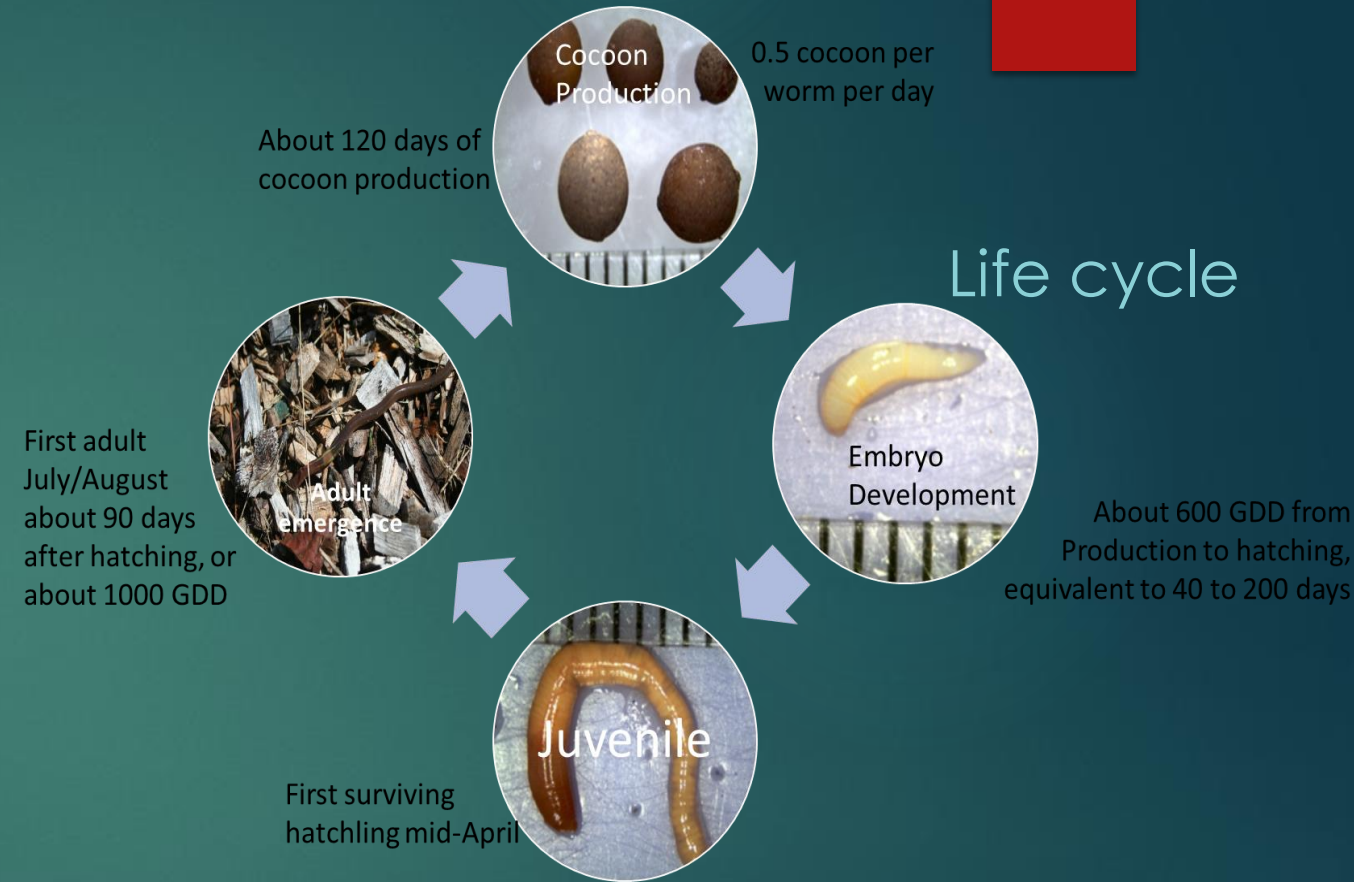 Life cycle
Cocoon
Production
0.5 cocoon per
worm per day
About 120 days of
cocoon production
Embryo
Development
About 600 GDD from
Production to hatching,
equivalent to 40 to 200 days
Juvenile
First surviving
hatchling mid-April
Adult
emergence
First adult
July/August
about 90 days
after hatching, or
about 1000 GDD